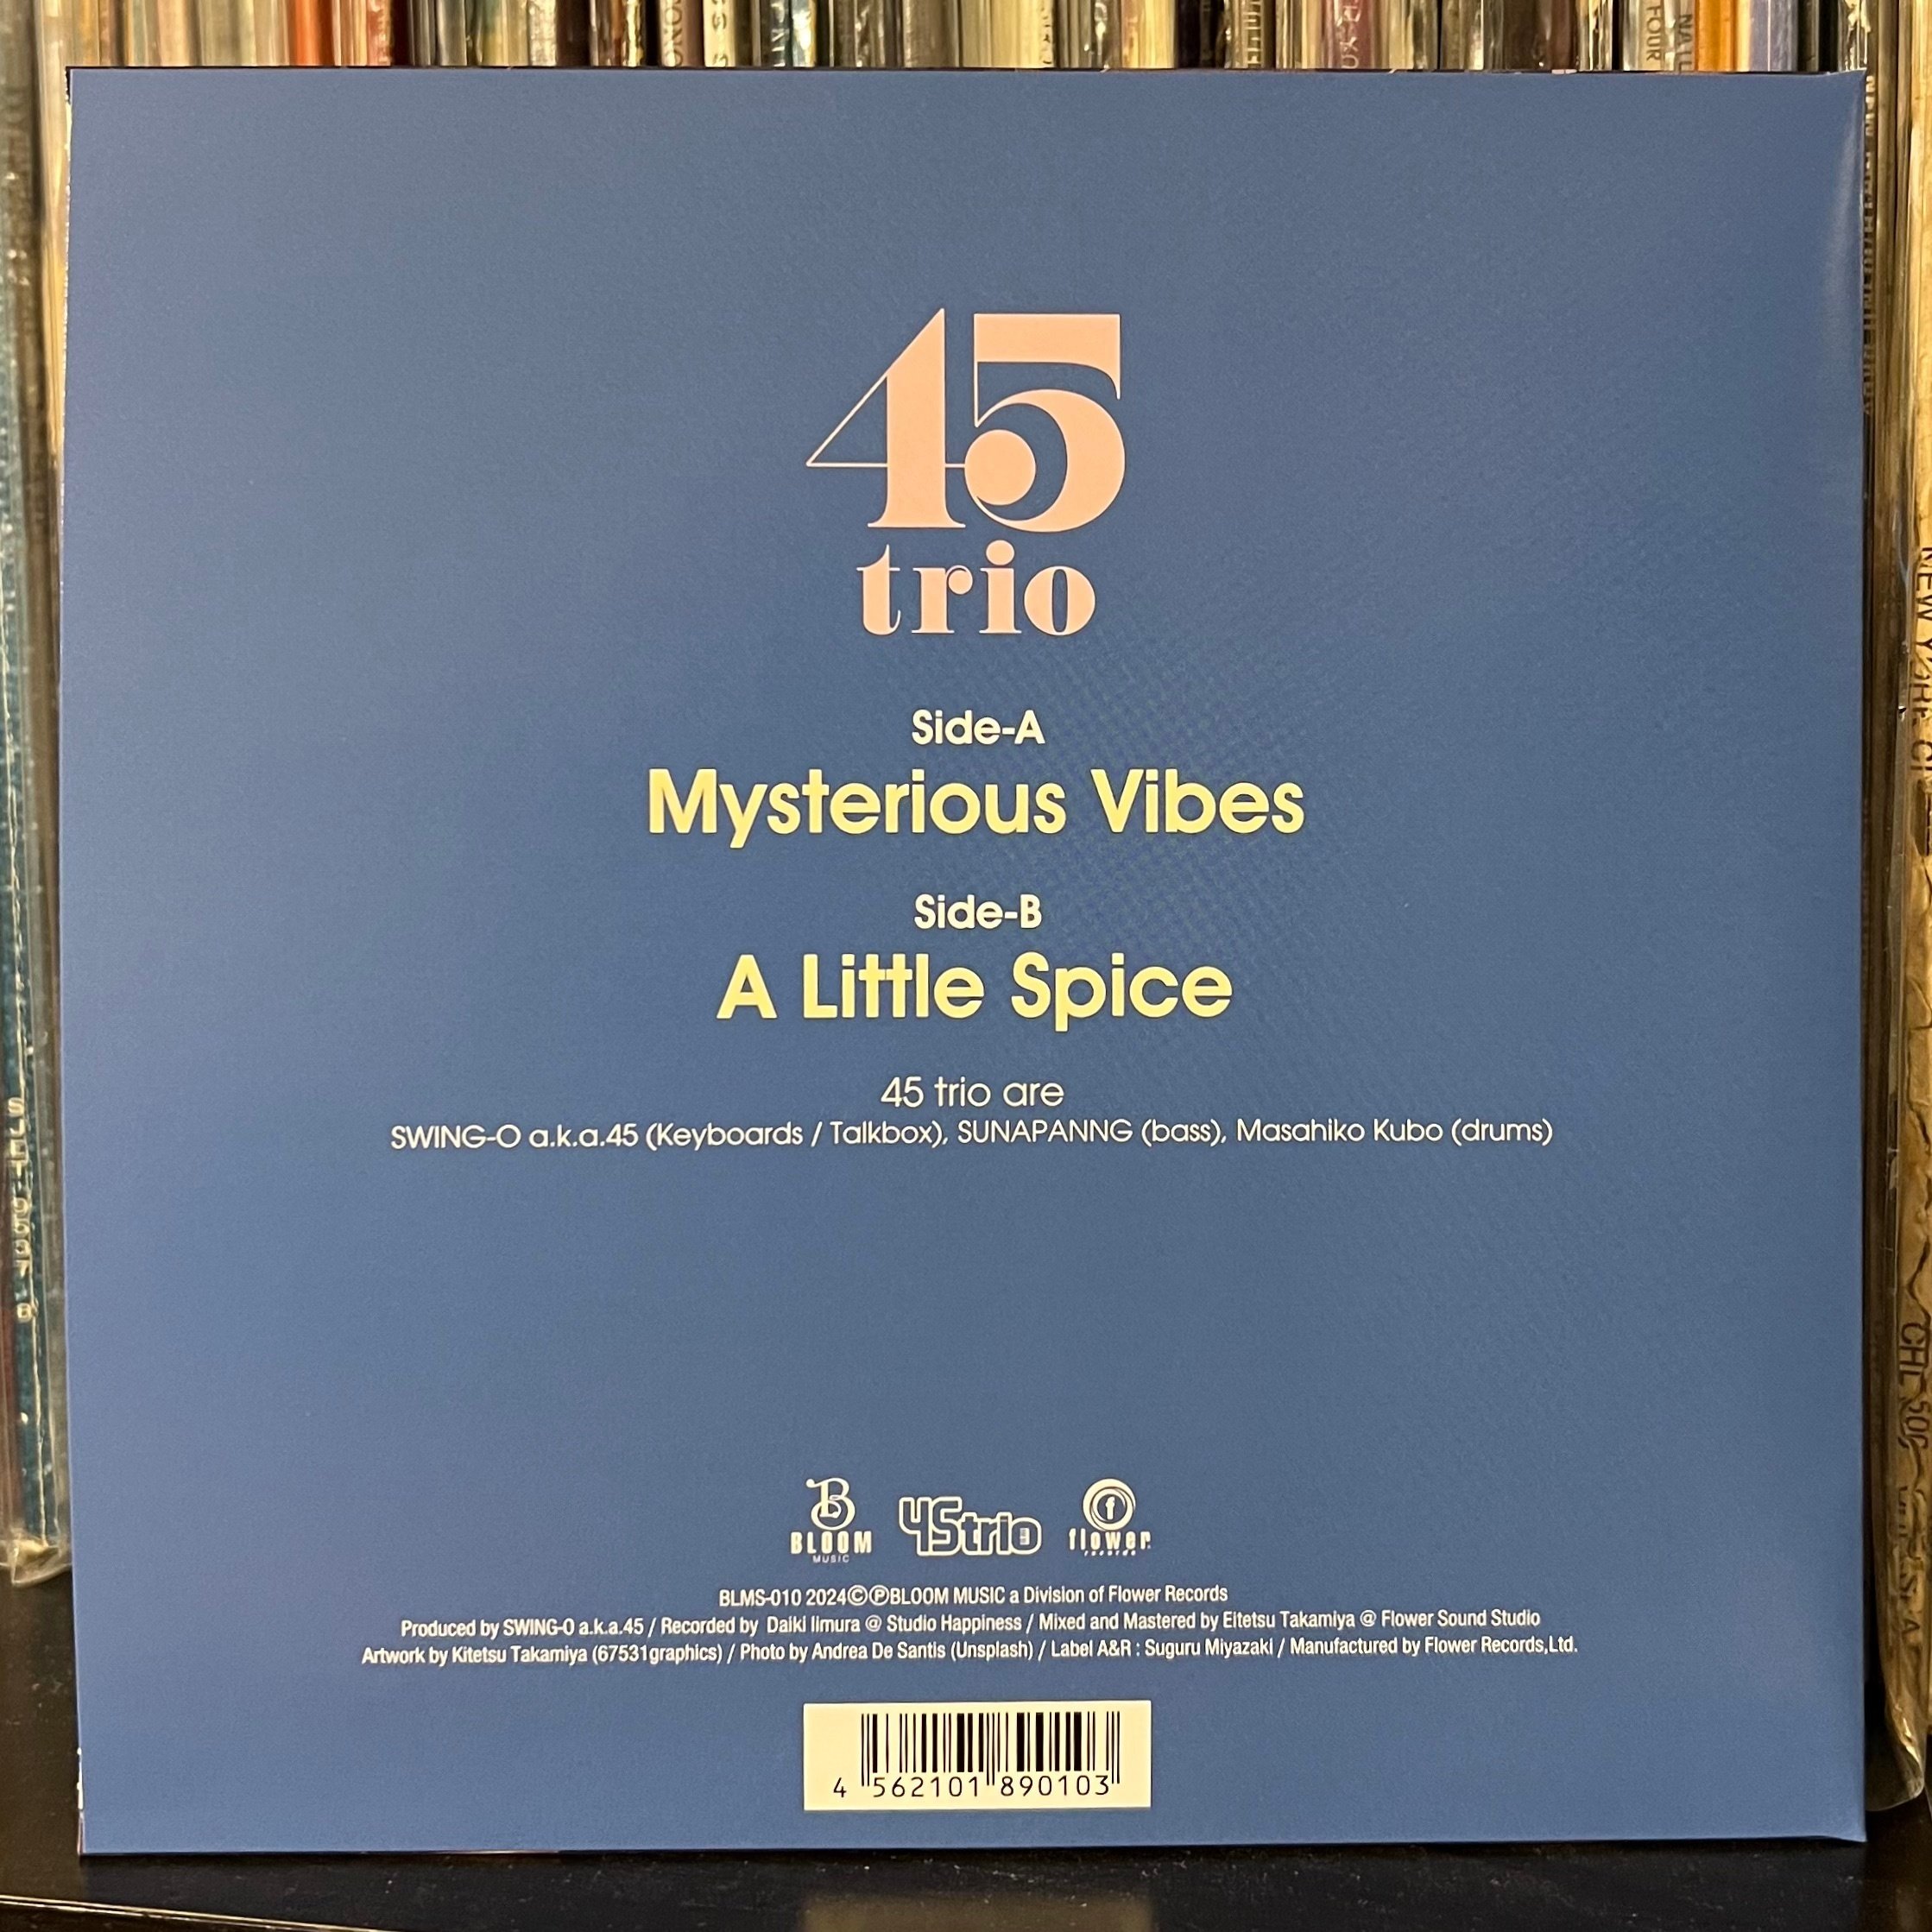 FOUR
45
trio
Side-A
Mysterious Vibes
Side-B
A Little Spice
45 trio are
SWING-O a.k.a.45 (Keyboards / Talkbox), SUNAPANNG (bass), Masahiko Kubo (drums)
BLOOM
MUSIC
45trio
flower
records
BLMS-010 2024©℗BLOOM MUSIC a Division of Flower Records
Produced by SWING-O a.k.a.45 / Recorded by Daiki Iimura @ Studio Happiness / Mixed and Mastered by Eitetsu Takamiya @ Flower Sound Studio
Artwork by Kitetsu Takamiya (67531graphics) / Photo by Andrea De Santis (Unsplash) / Label A&R : Suguru Miyazaki / Manufactured by Flower Records,Ltd.
4 562101 890103